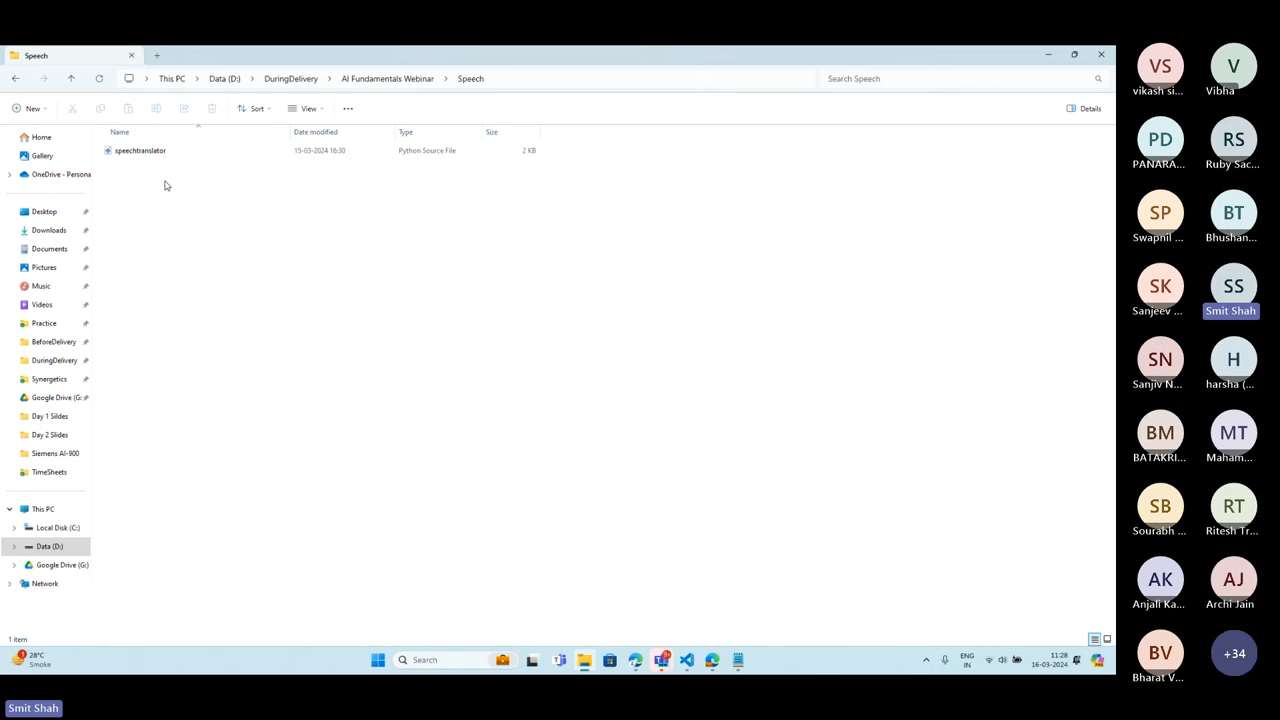 Speech
This PC
Data (D:)
DuringDelivery
AI Fundamentals Webinar
Speech
Search Speech
New
Sort
View
Details
Name
Date modified
Type
Size
speechtranslator
15-03-2024 16:30
Python Source File
2 KB
Home
Gallery
OneDrive - Persona
Desktop
Downloads
Documents
Pictures
Music
Videos
Practice
BeforeDelivery
DuringDelivery
Synergetics
Google Drive (G:
Day 1 Slides
Day 2 Slides
Siemens AI-900
TimeSheets
This PC
Local Disk (C:)
Data (D:)
Google Drive (G:)
Network
1 item
28°C
Smoke
Search
ENG
IN
11:28
16-03-2024
Smit Shah
VS
vikash si...
V
Vibha
PD
PANARA...
RS
Ruby Sac...
SP
Swapnil ...
BT
Bhushan...
SK
Sanjeev ...
SS
Smit Shah
SN
Sanjiv N...
H
harsha (...
BM
BATAKRI...
MT
Maham...
SB
Sourabh ...
RT
Ritesh Tr...
AK
Anjali Ka...
AJ
Archi Jain
BV
Bharat V...
+34